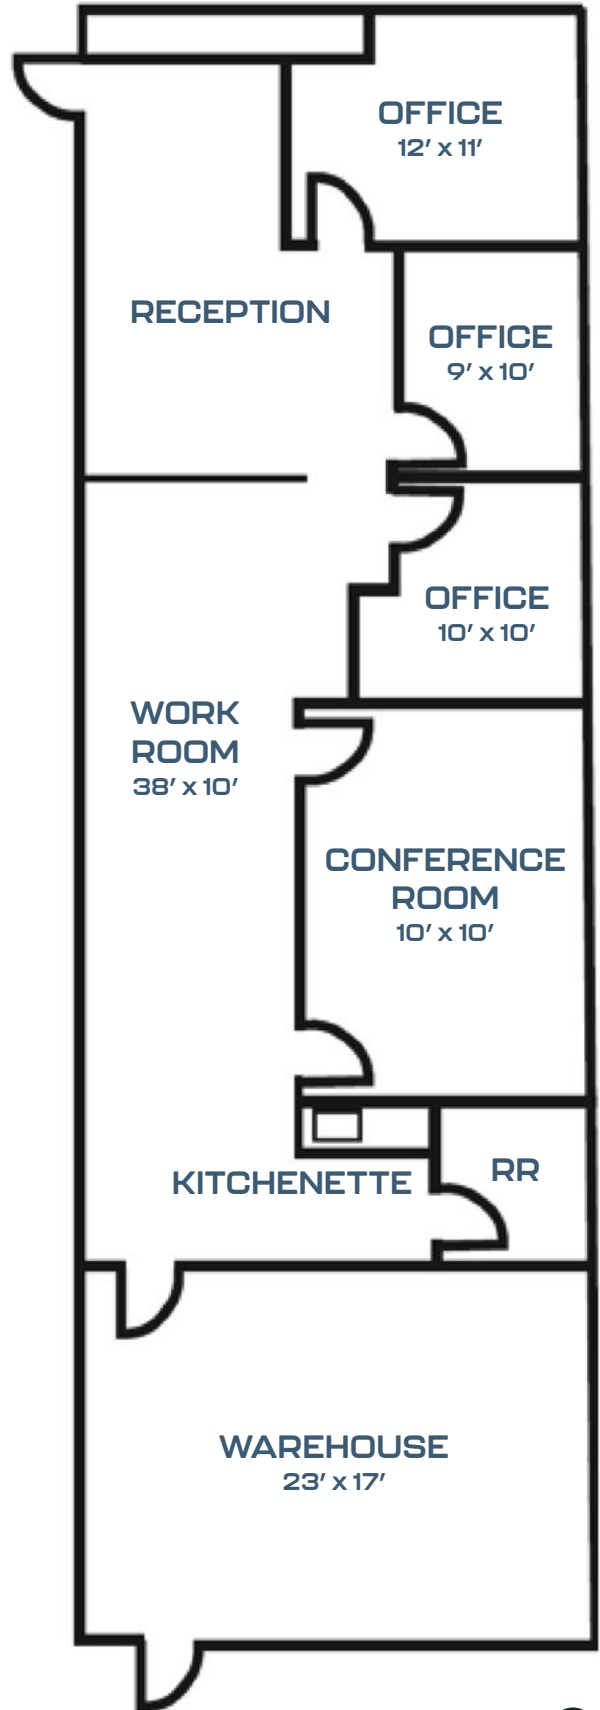 OFFICE
12′ x 11′
RECEPTION
OFFICE
9′ x 10′
OFFICE
10′ x 10′
WORK
ROOM
38′ x 10′
CONFERENCE
ROOM
10′ x 10′
KITCHENETTE
RR
WAREHOUSE
23′ x 17′